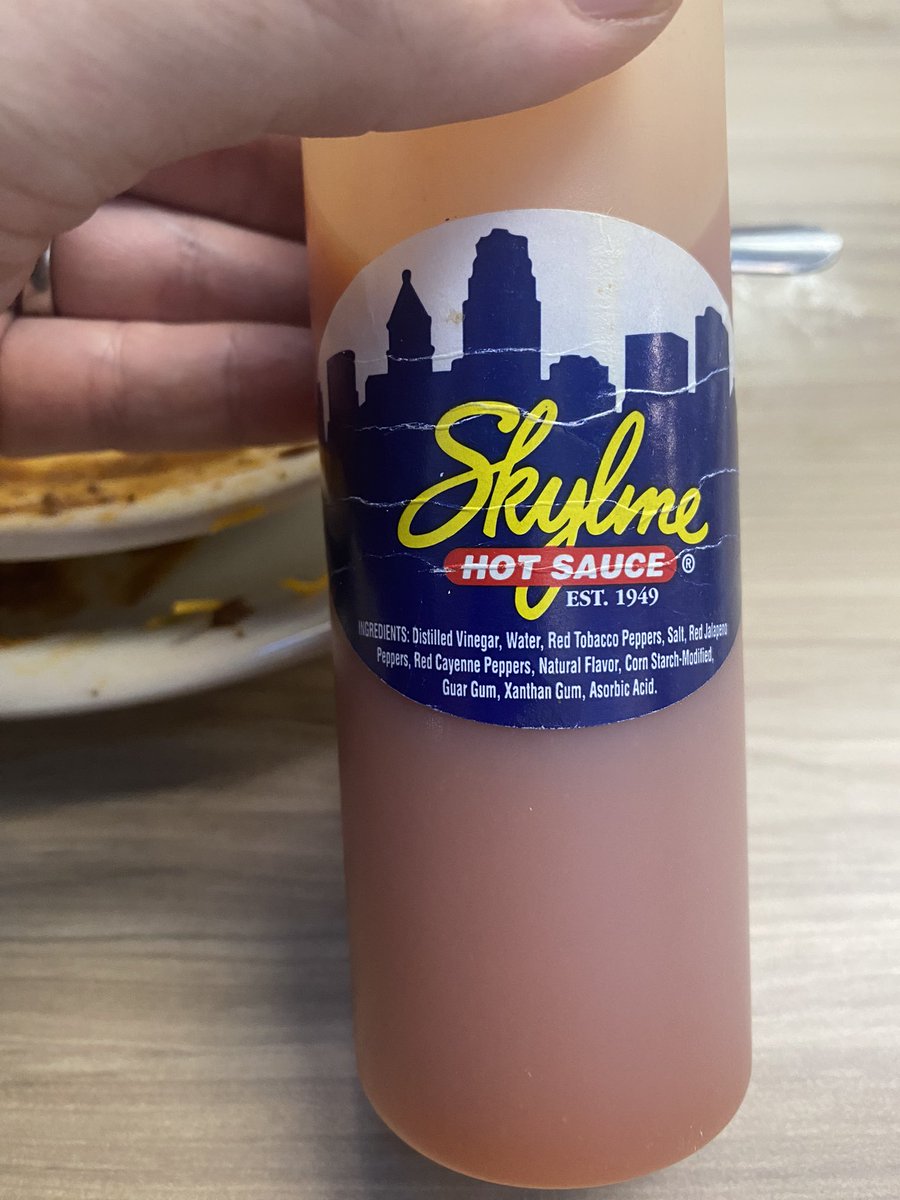 Skyline
HOT SAUCE ®
EST. 1949
INGREDIENTS: Distilled Vinegar, Water, Red Tobacco Peppers, Salt, Red Jalapeno
Peppers, Red Cayenne Peppers, Natural Flavor, Corn Starch-Modified,
Guar Gum, Xanthan Gum, Asorbic Acid.